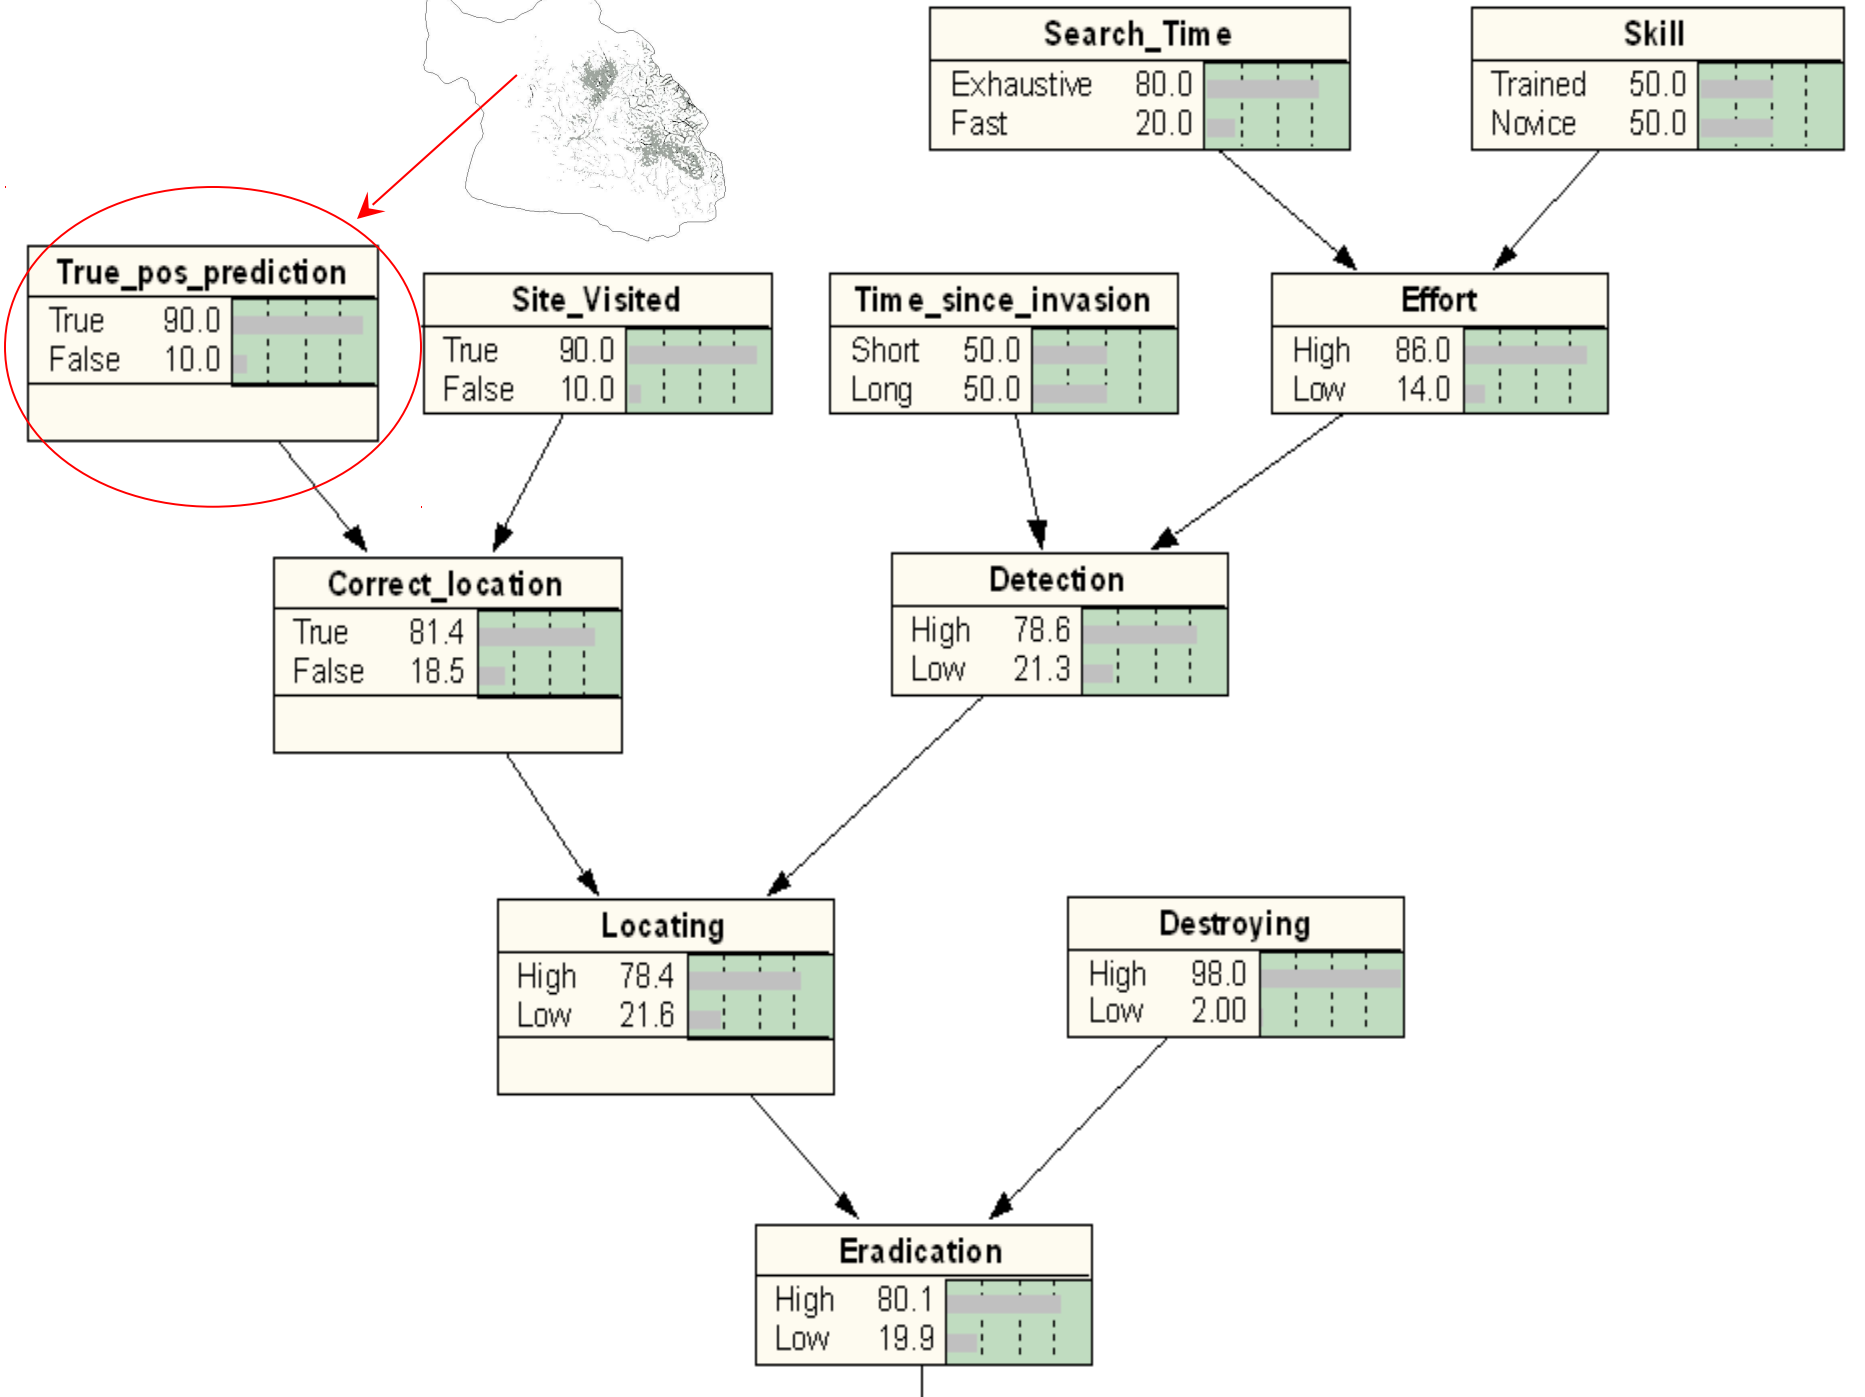 Search_Time
Exhaustive 80.0
Fast 20.0
Skill
Trained 50.0
Novice 50.0
True_pos_prediction
True 90.0
False 10.0
Site_Visited
True 90.0
False 10.0
Time_since_invasion
Short 50.0
Long 50.0
Effort
High 86.0
Low 14.0
Correct_location
True 81.4
False 18.5
Detection
High 78.6
Low 21.3
Locating
High 78.4
Low 21.6
Destroying
High 98.0
Low 2.00
Eradication
High 80.1
Low 19.9